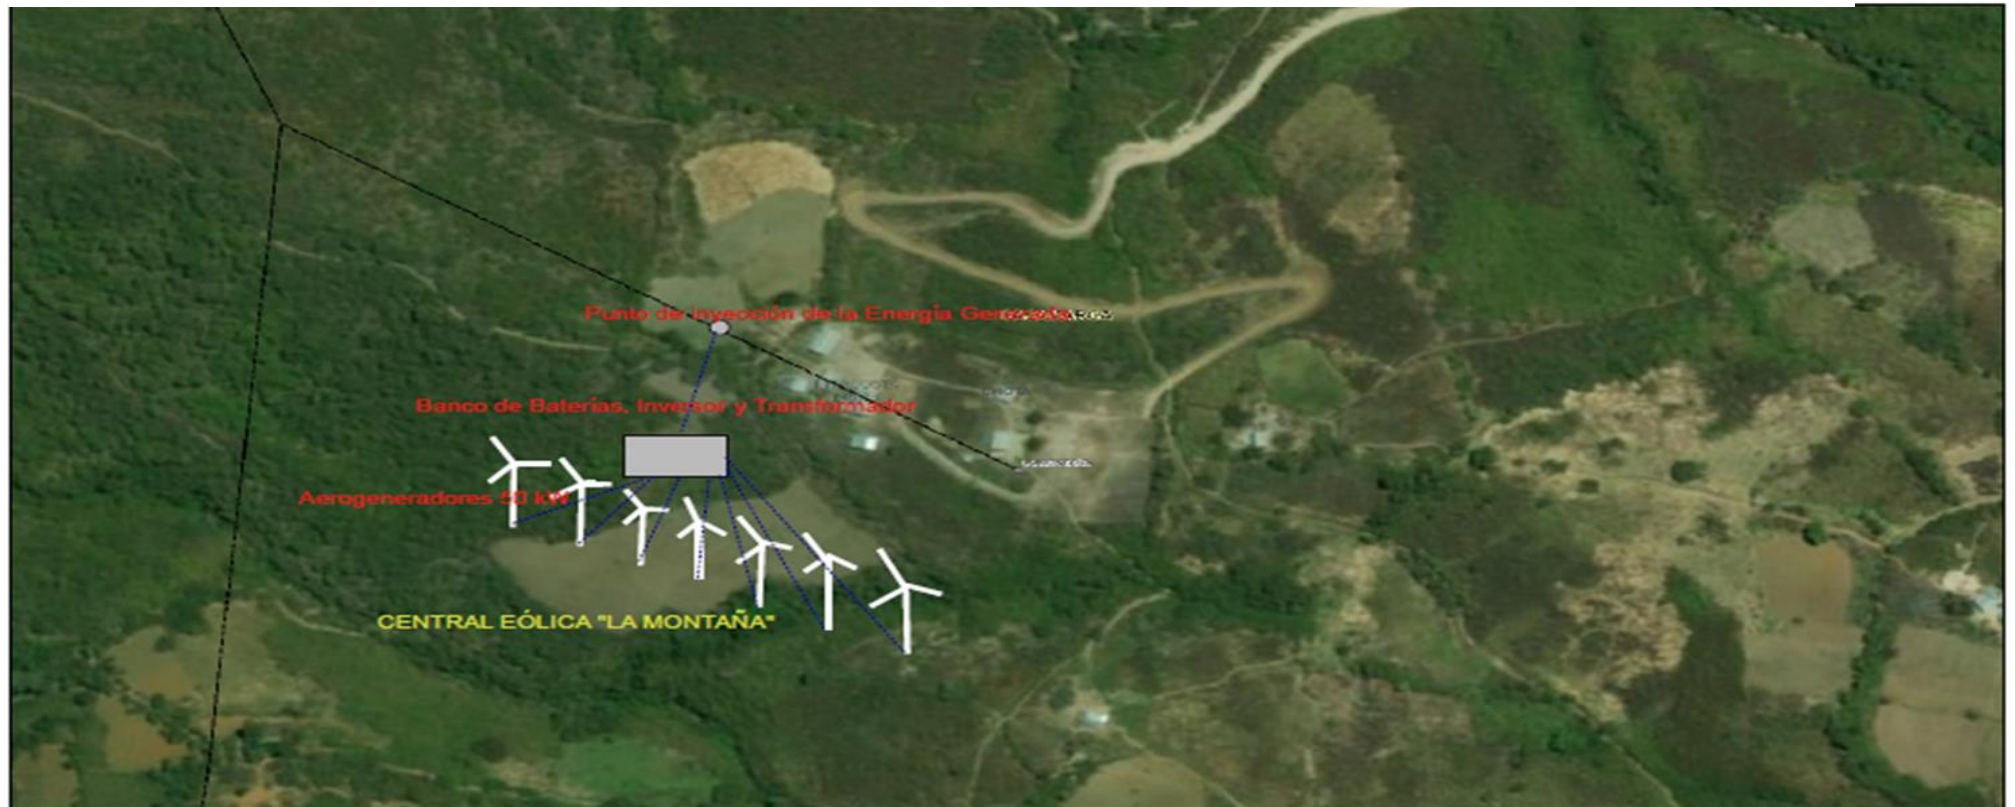 Punto de inyección de la Energía Generada
Banco de Baterías, Inversor y Transformador
Aerogeneradores 50 kW
CENTRAL EÓLICA "LA MONTAÑA"